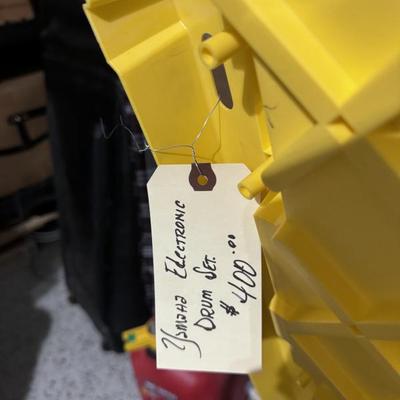 Yamaha Electronic
Drum Set.
$400.00